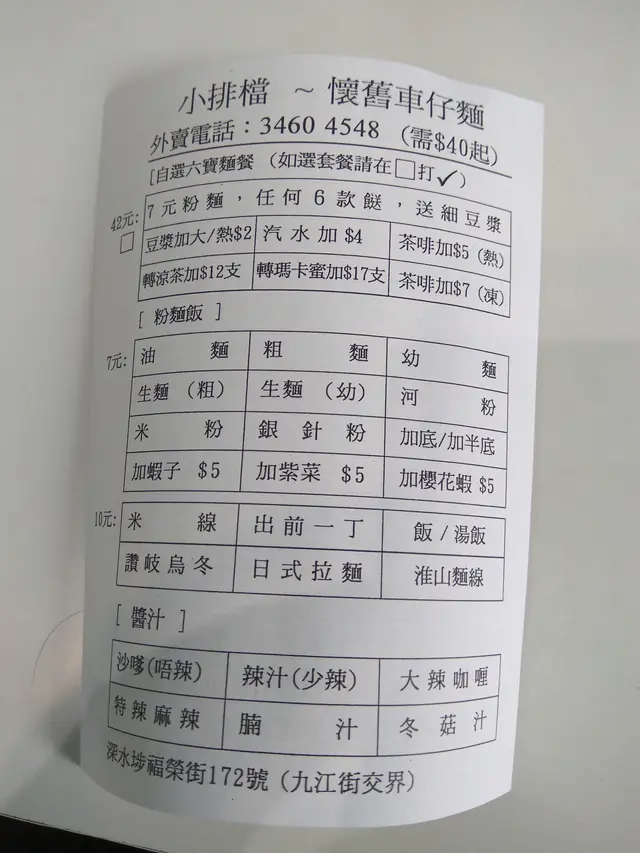 小排檔 ~ 懷舊車仔麵
外賣電話：3460 4548 (需$40起)
[自選六寶麵餐 (如選套餐請在□打✓)
42元: □ 7元粉麵，任何6款餸，送細豆漿
豆漿加大/熱$2 汽水加$4 茶啡加$5 (熱)
轉涼茶加$12支 轉瑪卡蜜加$17支 茶啡加$7 (凍)
[ 粉麵飯 ]
7元: 油麵 粗麵 幼麵
生麵 (粗) 生麵 (幼) 河粉
米粉 銀針粉 加底/加半底
加蝦子 $5 加紫菜 $5 加櫻花蝦 $5
10元: 米線 出前一丁 飯/湯飯
讚岐烏冬 日式拉麵 淮山麵線
[ 醬汁 ]
沙嗲(唔辣) 辣汁(少辣) 大辣咖喱
特辣麻辣 腩汁 冬菇汁
深水埗福榮街172號 (九江街交界)